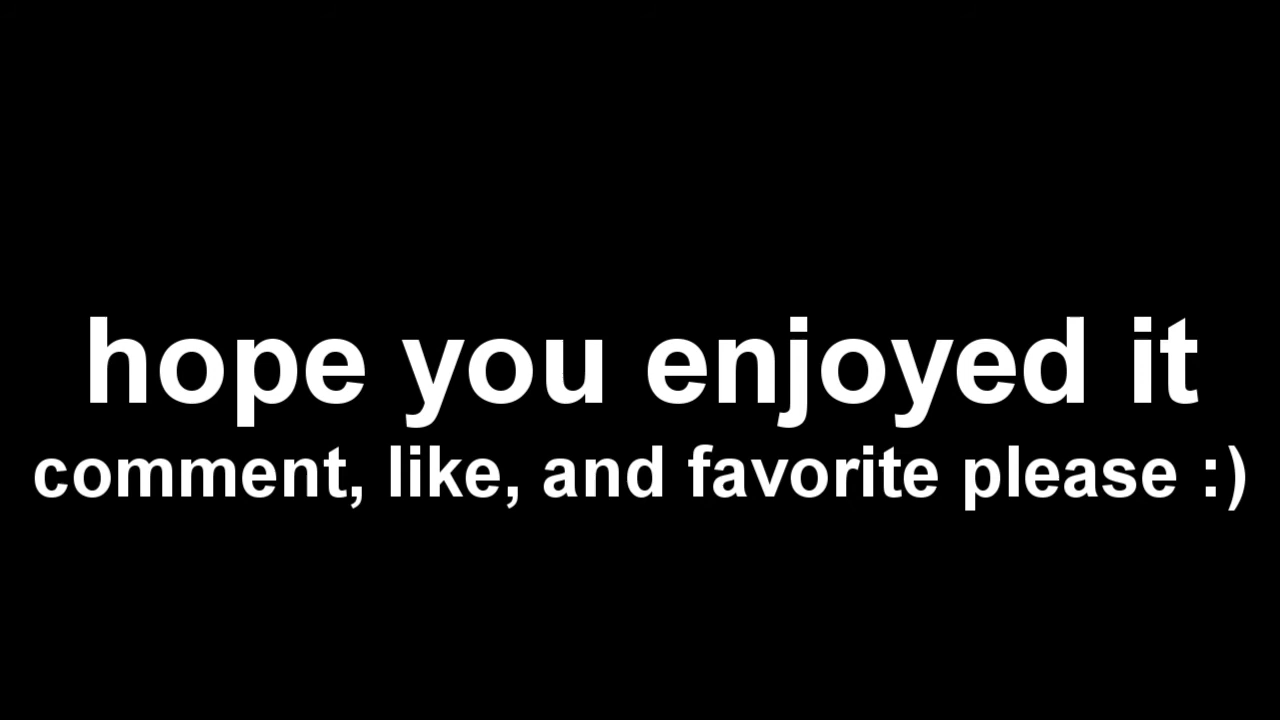 hope you enjoyed it
comment, like, and favorite please :)